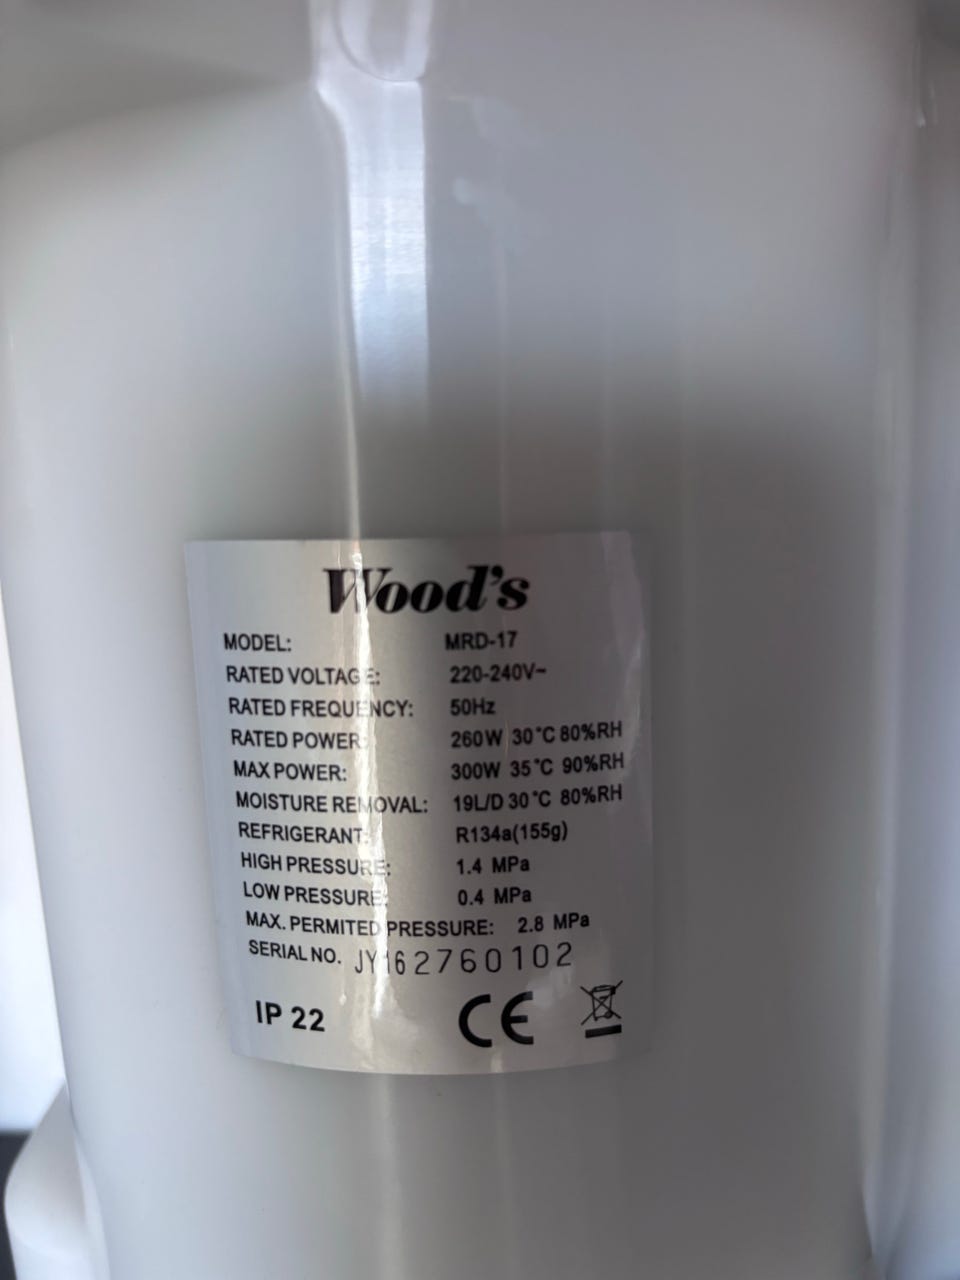 Wood's
MODEL: MRD-17
RATED VOLTAGE: 220-240V~
RATED FREQUENCY: 50Hz
RATED POWER: 260W 30°C 80%RH
MAX POWER: 300W 35°C 90%RH
MOISTURE REMOVAL: 19L/D 30°C 80%RH
REFRIGERANT: R134a(155g)
HIGH PRESSURE: 1.4 MPa
LOW PRESSURE: 0.4 MPa
MAX. PERMITED PRESSURE: 2.8 MPa
SERIAL NO. JY162760102
IP 22 CE